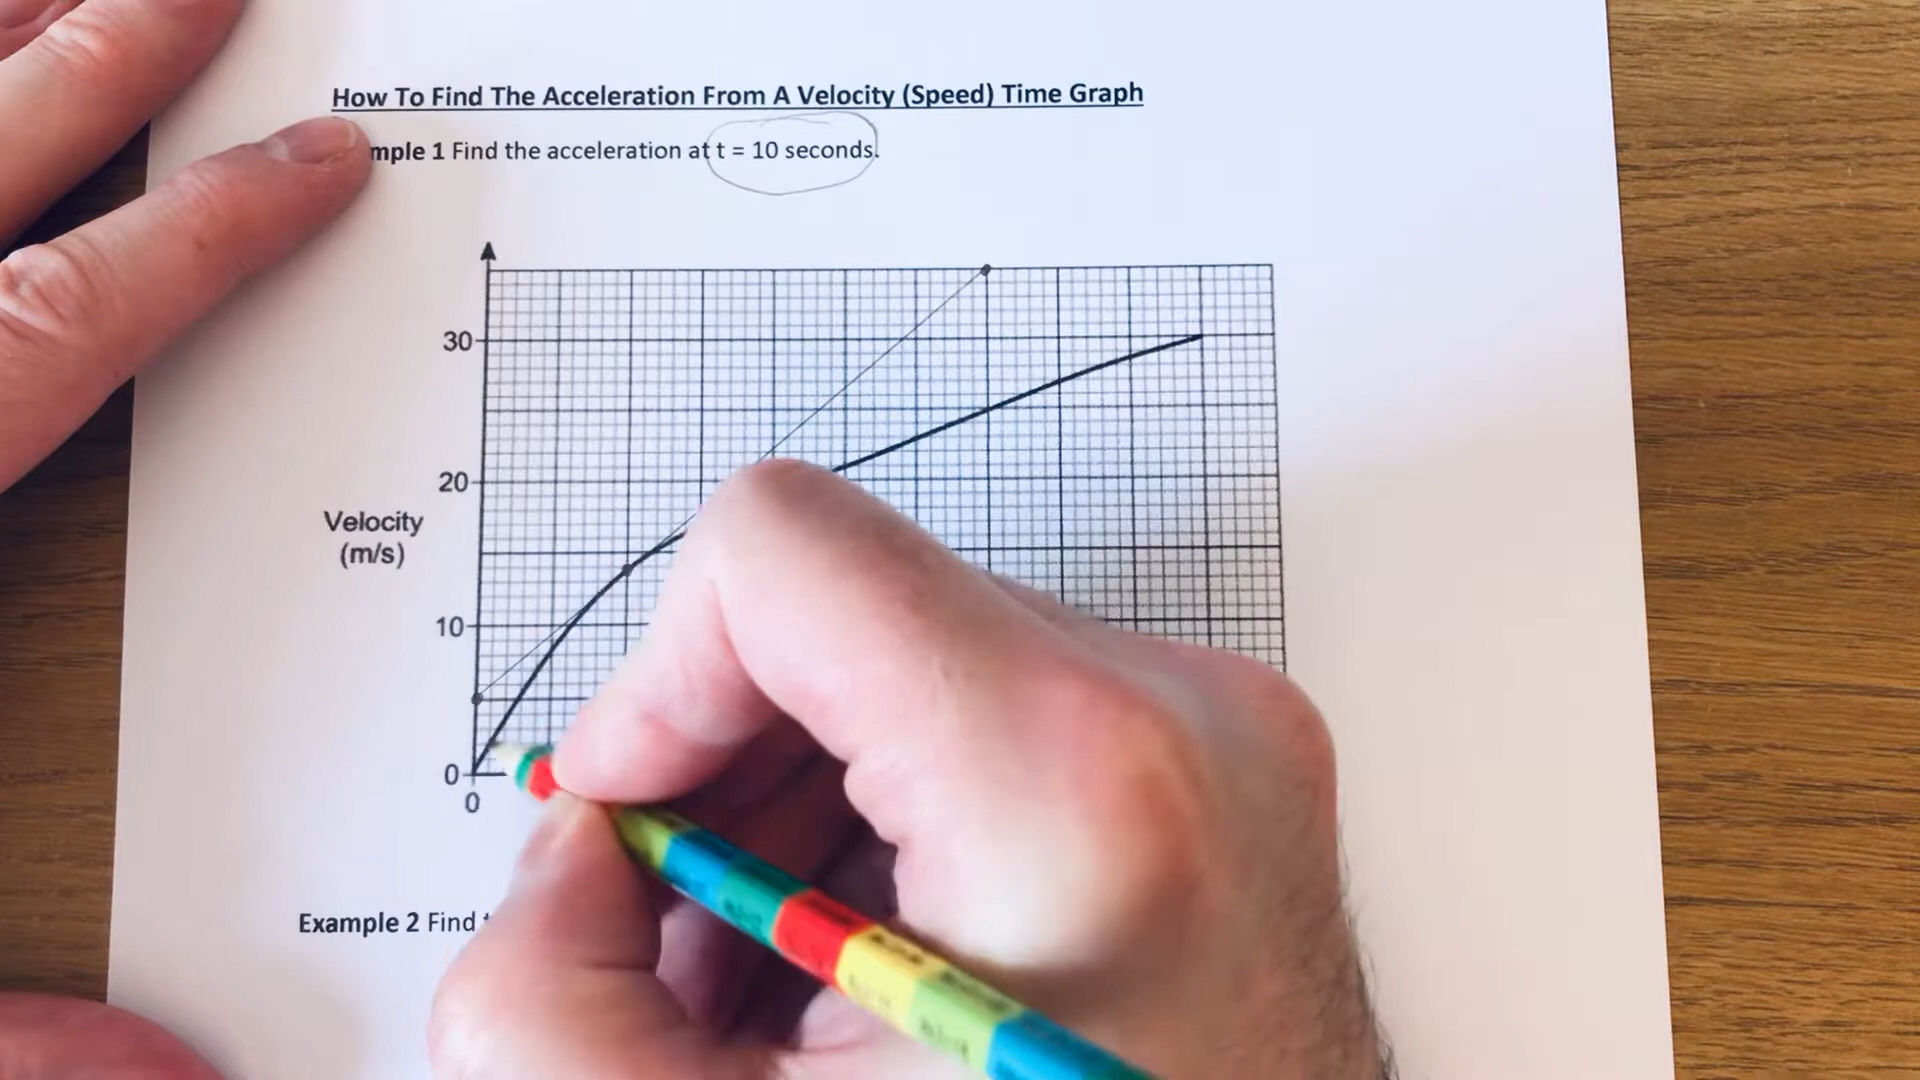 How To Find The Acceleration From A Velocity (Speed) Time Graph
mple 1 Find the acceleration at t = 10 seconds.
30
20
Velocity
(m/s)
10
0
0
Example 2 Find